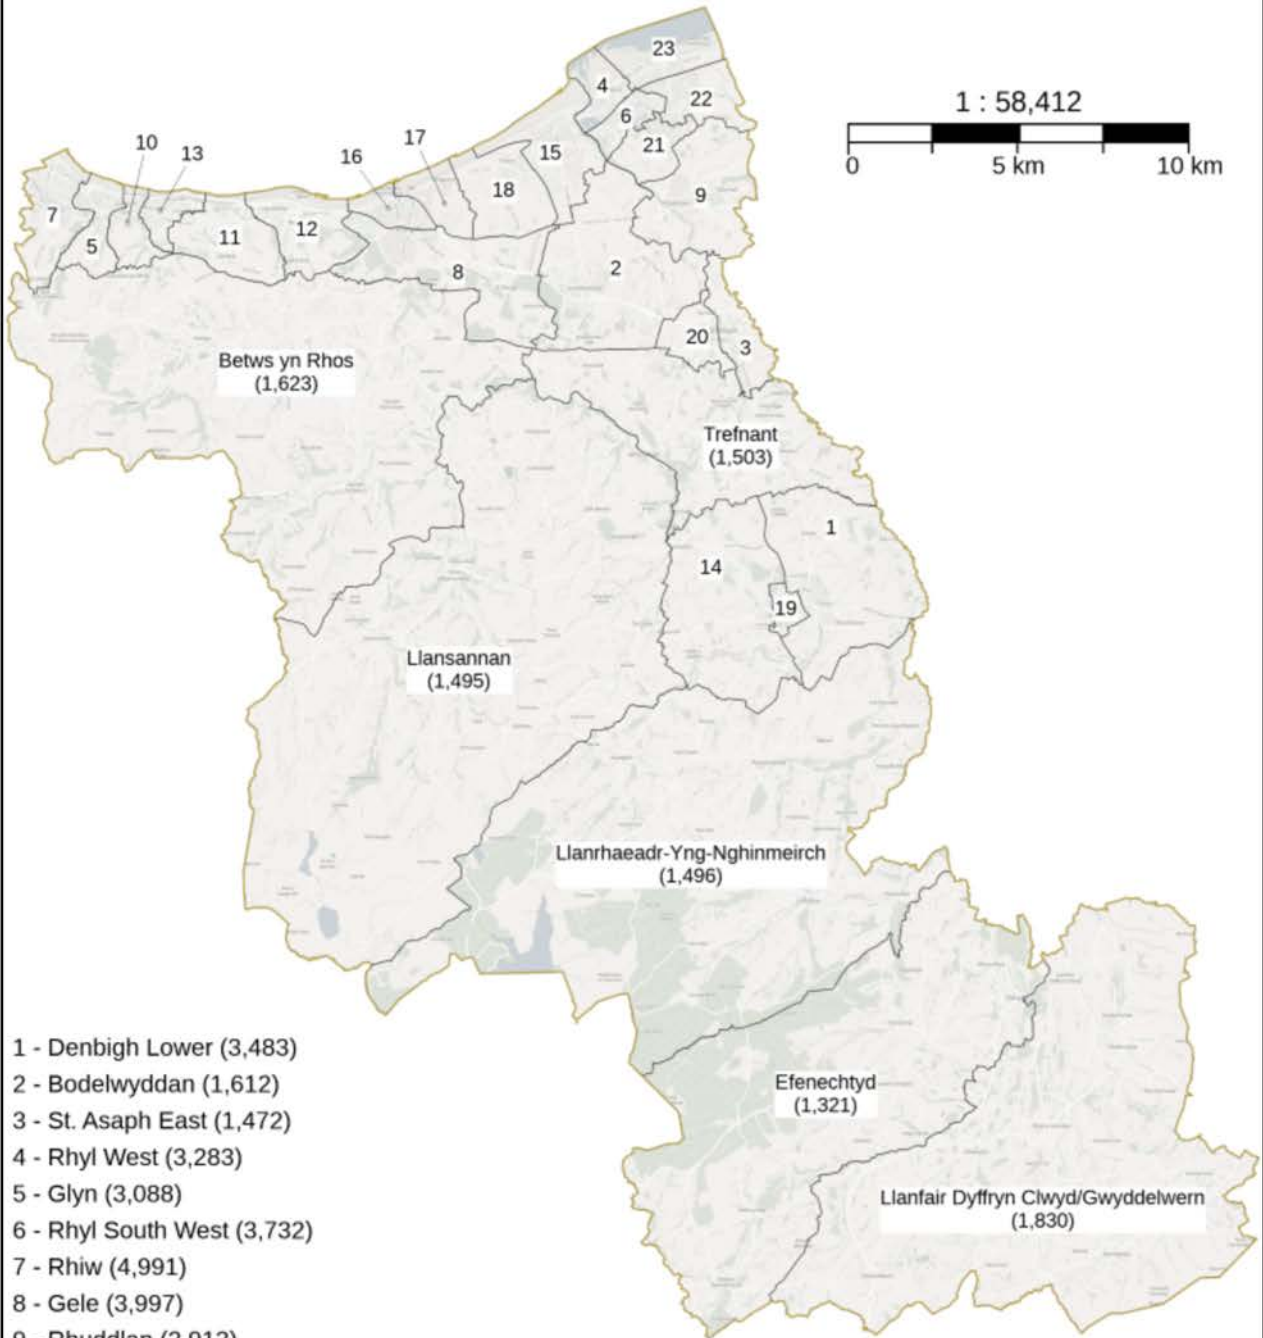 23
4
22
1 : 58,412
6
10
17
21
13
16
15
0
5 km
10 km
18
9
7
12
11
5
8
2
20
3
Betws yn Rhos
(1,623)
Trefnant
(1,503)
1
14
19
Llansannan
(1,495)
Llanrhaeadr-Yng-Nghinmeirch
(1,496)
1 - Denbigh Lower (3,483)
2 - Bodelwyddan (1,612)
3 - St. Asaph East (1,472)
4 - Rhyl West (3,283)
5 - Glyn (3,088)
6 - Rhyl South West (3,732)
7 - Rhiw (4,991)
8 - Gele (3,997)
Efenechtyd
(1,321)
Llanfair Dyffryn Clwyd/Gwyddelwern
(1,830)